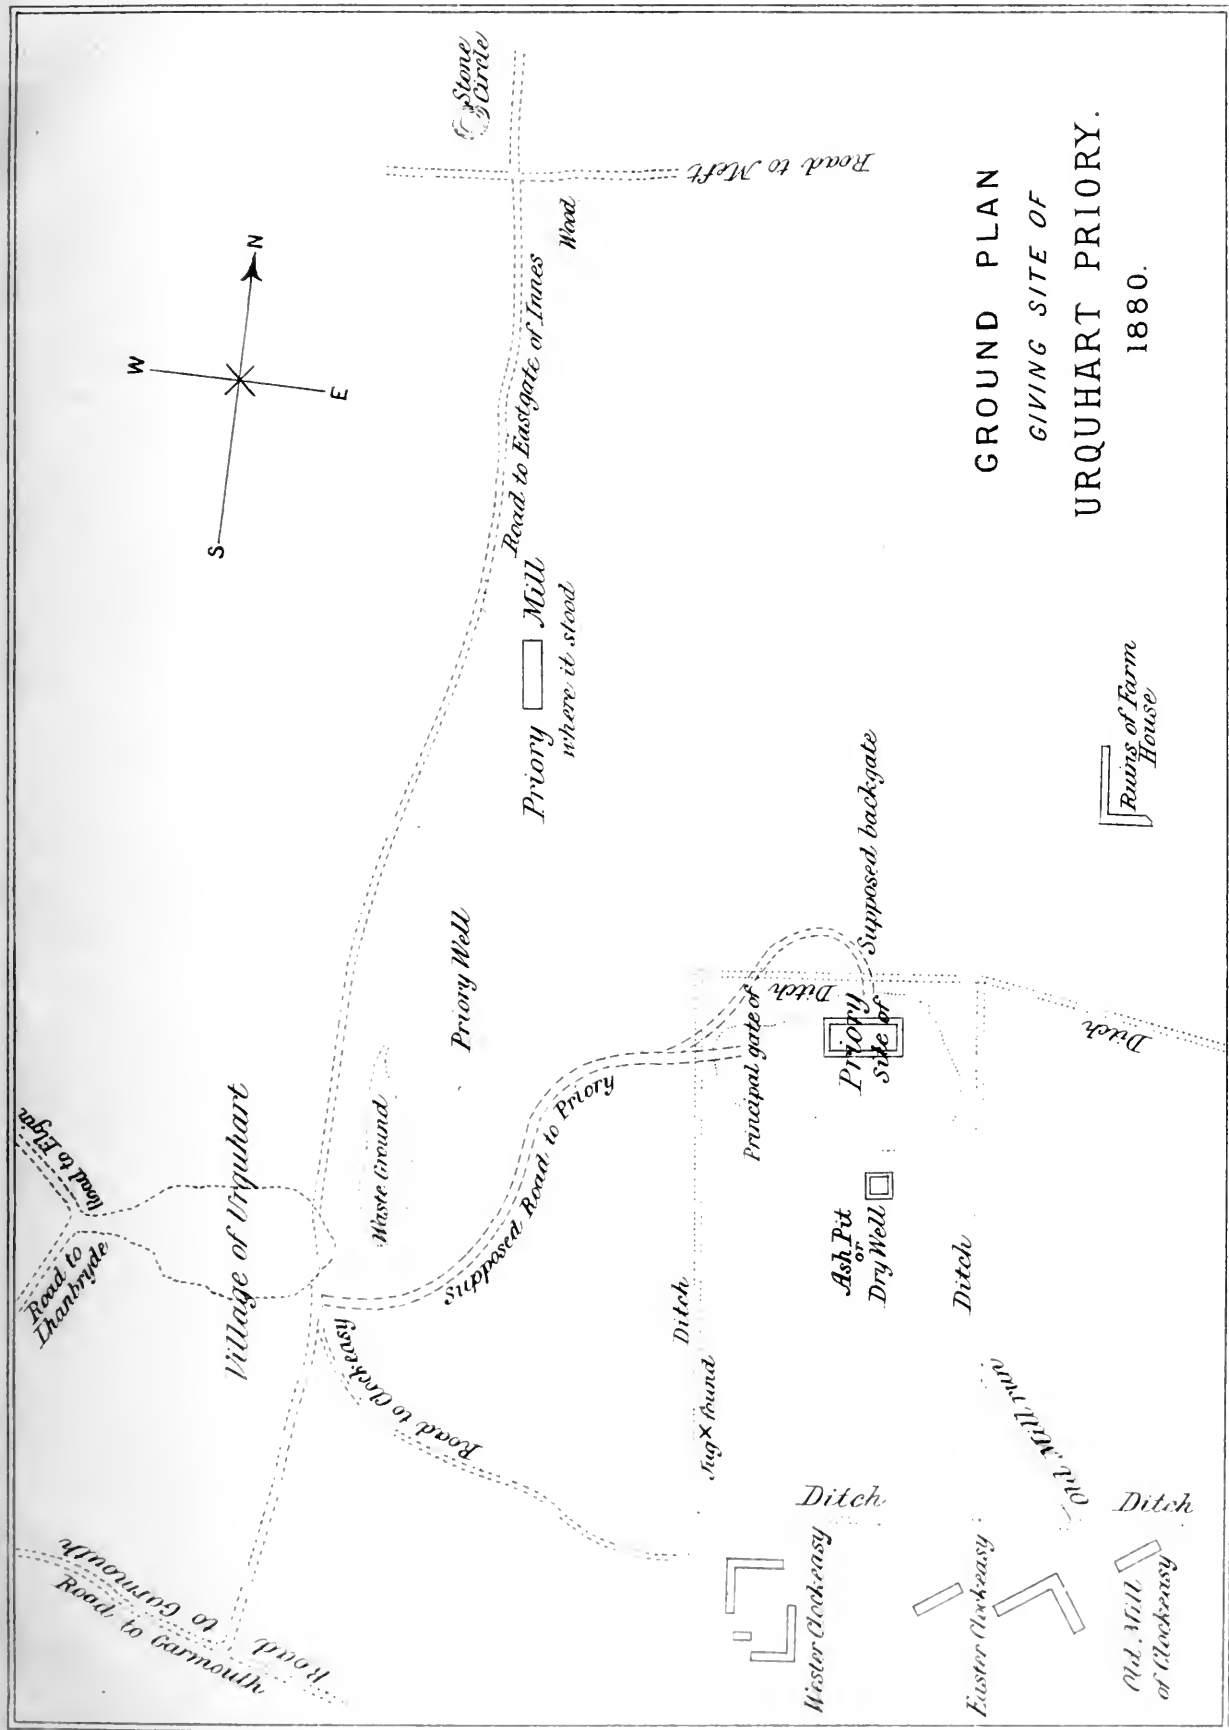 GROUND PLAN
GIVING SITE OF
URQUHART PRIORY.
1880.
W
N
S
E
Stone
Circle
Road to Meft
Wood
Road to Eastgate of Innes
Priory Mill
where it stood
Priory Well
Road to Elgin
Road to
Lhanbryde
Village of Urquhart
Waste Ground
Supposed Road to Priory
Road to Clockeasy
Road to Garmouth
Road to Garmouth
Principal gate of
Ditch
Supposed backgate
Priory
Site of
Ditch
Ruins of Farm
House
Ash Pit
or
Dry Well
Ditch
Ditch
Jug × found
Old Mill run
Ditch
Ditch
Wester Clockeasy
Easter Clockeasy
Old Mill
of Clockeasy